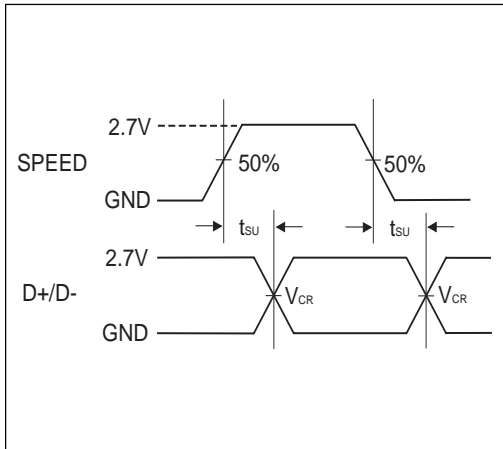 2.7V
SPEED
50%
50%
GND
tSU
tSU
2.7V
D+/D-
VCR
VCR
GND